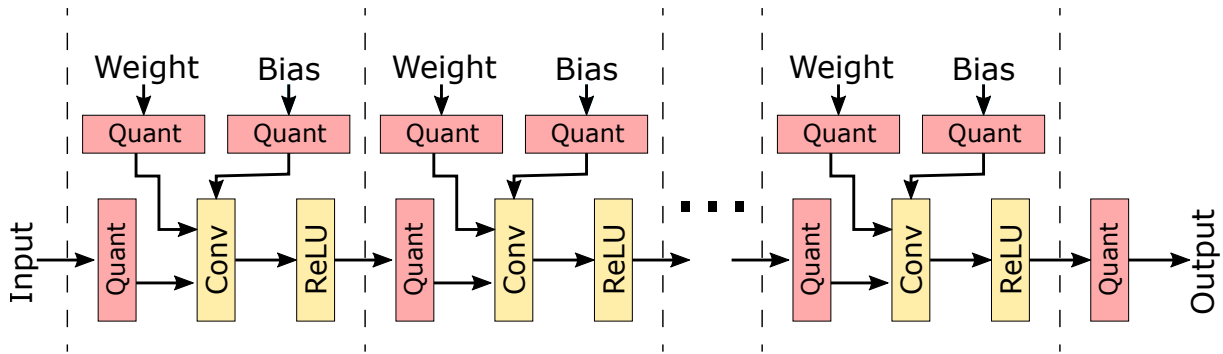 Weight Bias Weight Bias Weight Bias
Quant Quant Quant Quant Quant Quant
Input Quant Conv ReLU Quant Conv ReLU ... Quant Conv ReLU Quant Output